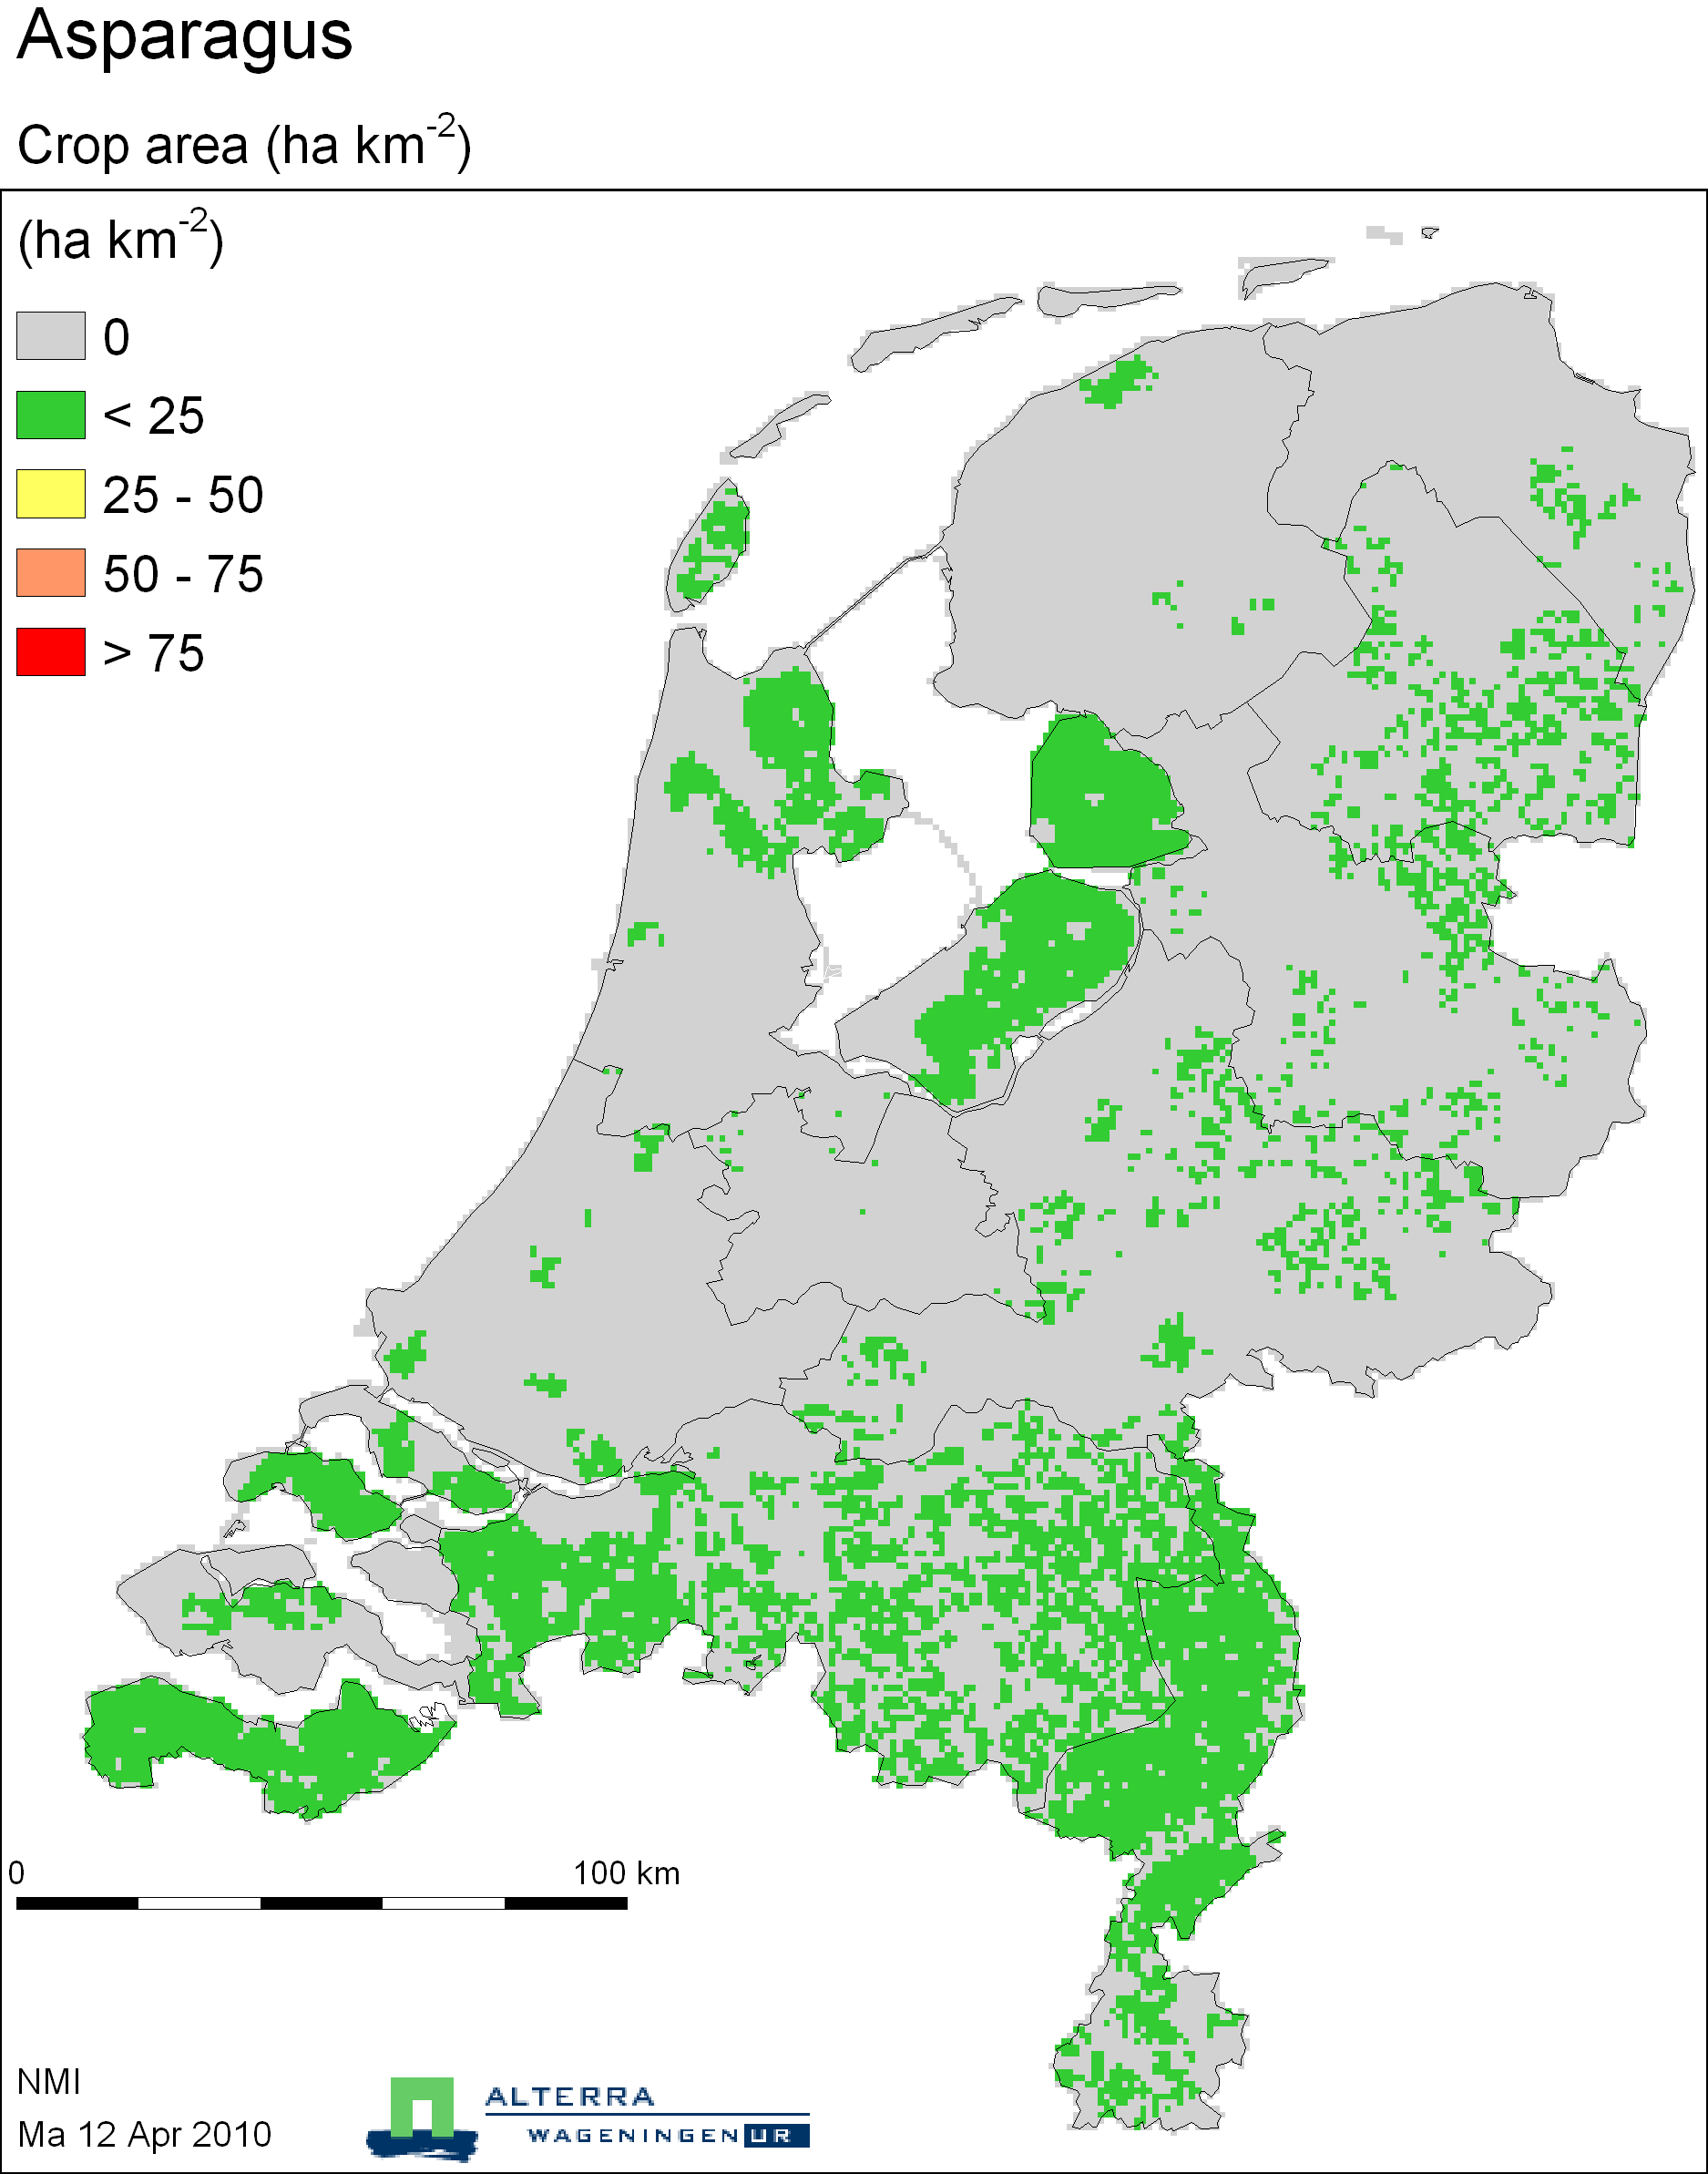 Asparagus
Crop area (ha km-2)
(ha km-2)
0
< 25
25 - 50
50 - 75
> 75
0 100 km
NMI
Ma 12 Apr 2010
ALTERRA
WAGENINGEN UR